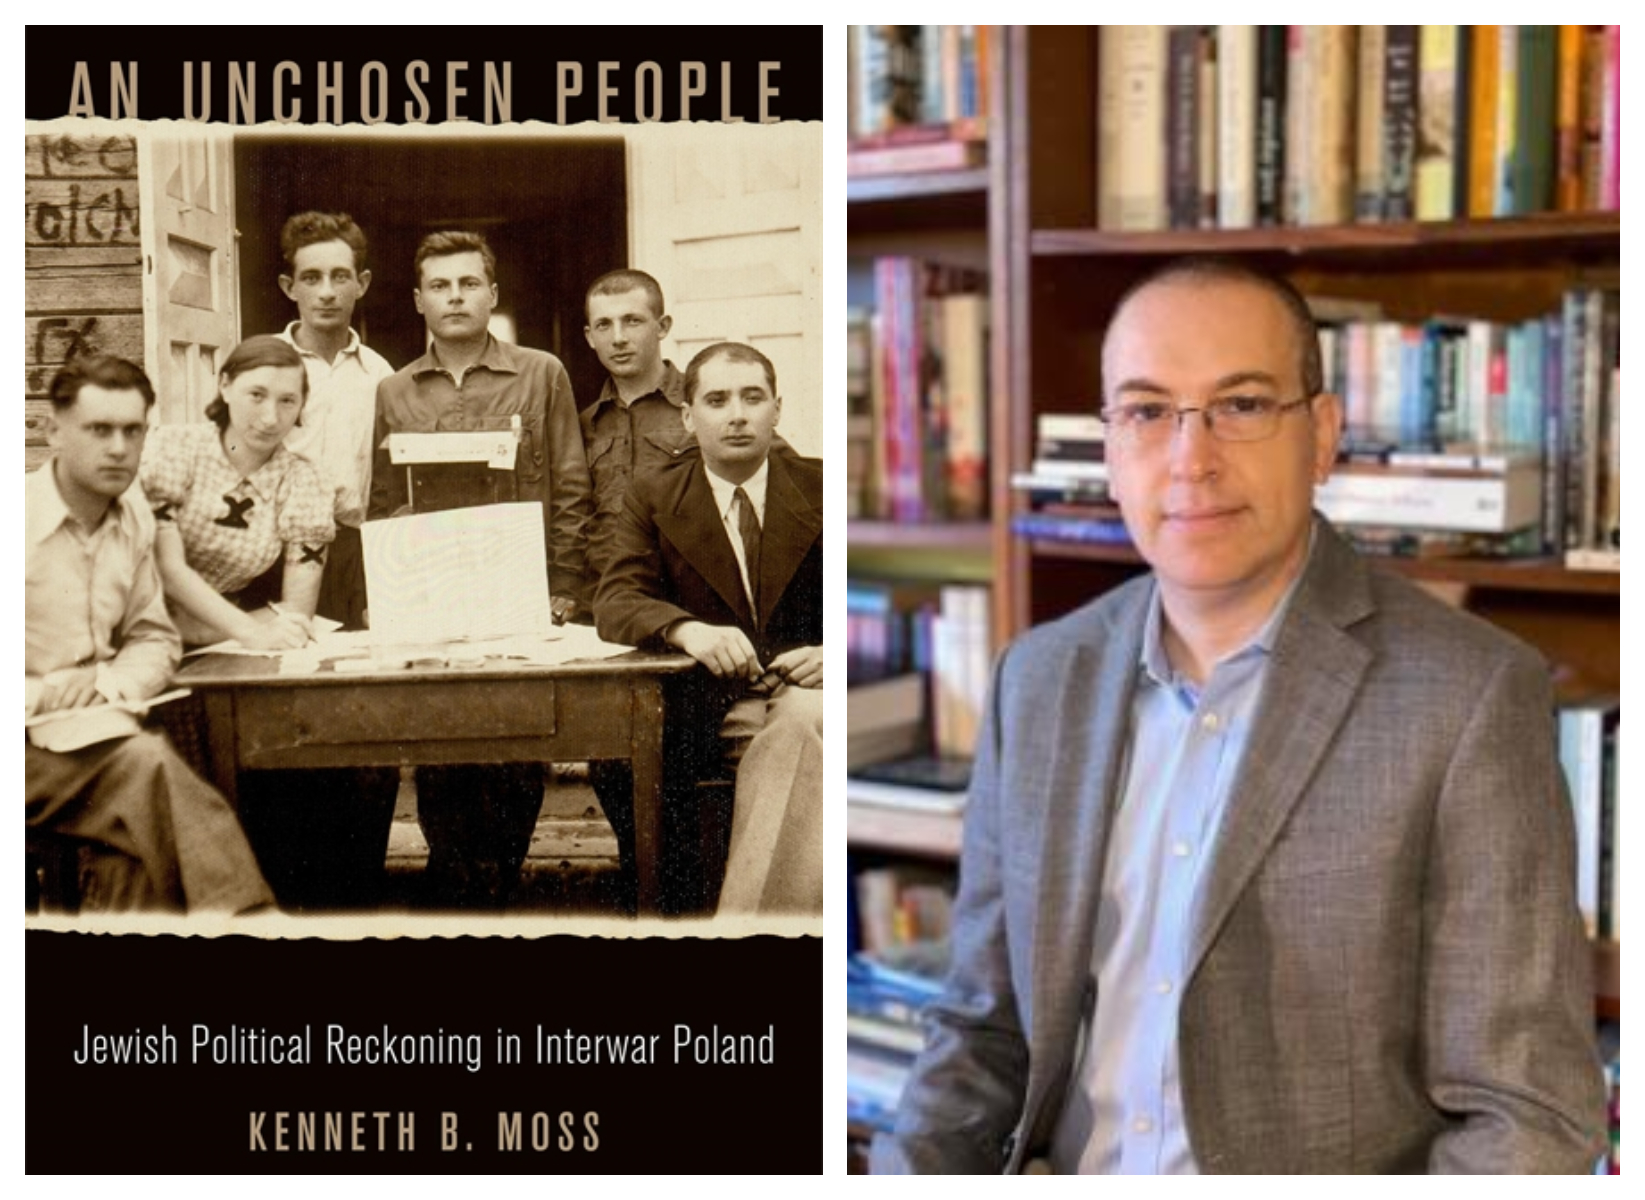 AN UNCHOSEN PEOPLE
Jewish Political Reckoning in Interwar Poland
KENNETH B. MOSS